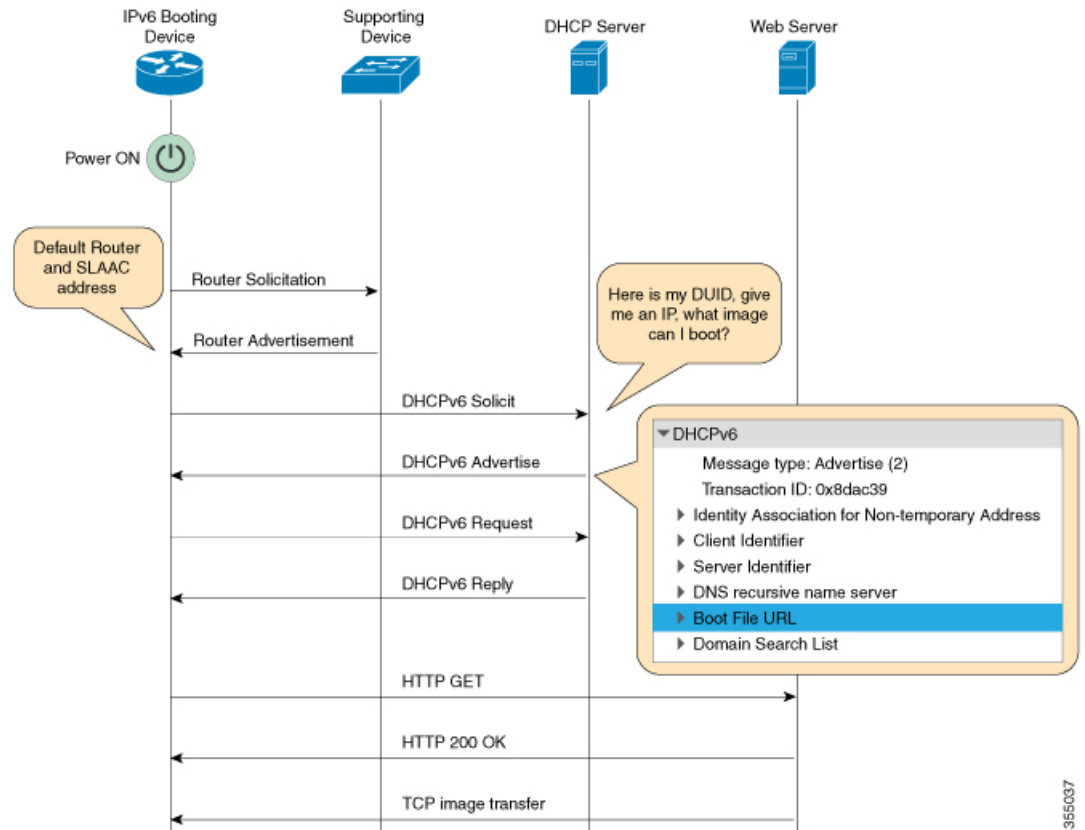 IPv6 Booting
Device
Supporting
Device
DHCP Server
Web Server
Power ON
Default Router
and SLAAC
address
Router Solicitation
Here is my DUID, give
me an IP, what image
can I boot?
Router Advertisement
DHCPv6 Solicit
DHCPv6
Message type: Advertise (2)
Transaction ID: 0x8dac39
Identity Association for Non-temporary Address
Client Identifier
Server Identifier
DNS recursive name server
Boot File URL
Domain Search List
DHCPv6 Advertise
DHCPv6 Request
DHCPv6 Reply
HTTP GET
HTTP 200 OK
TCP image transfer
355037